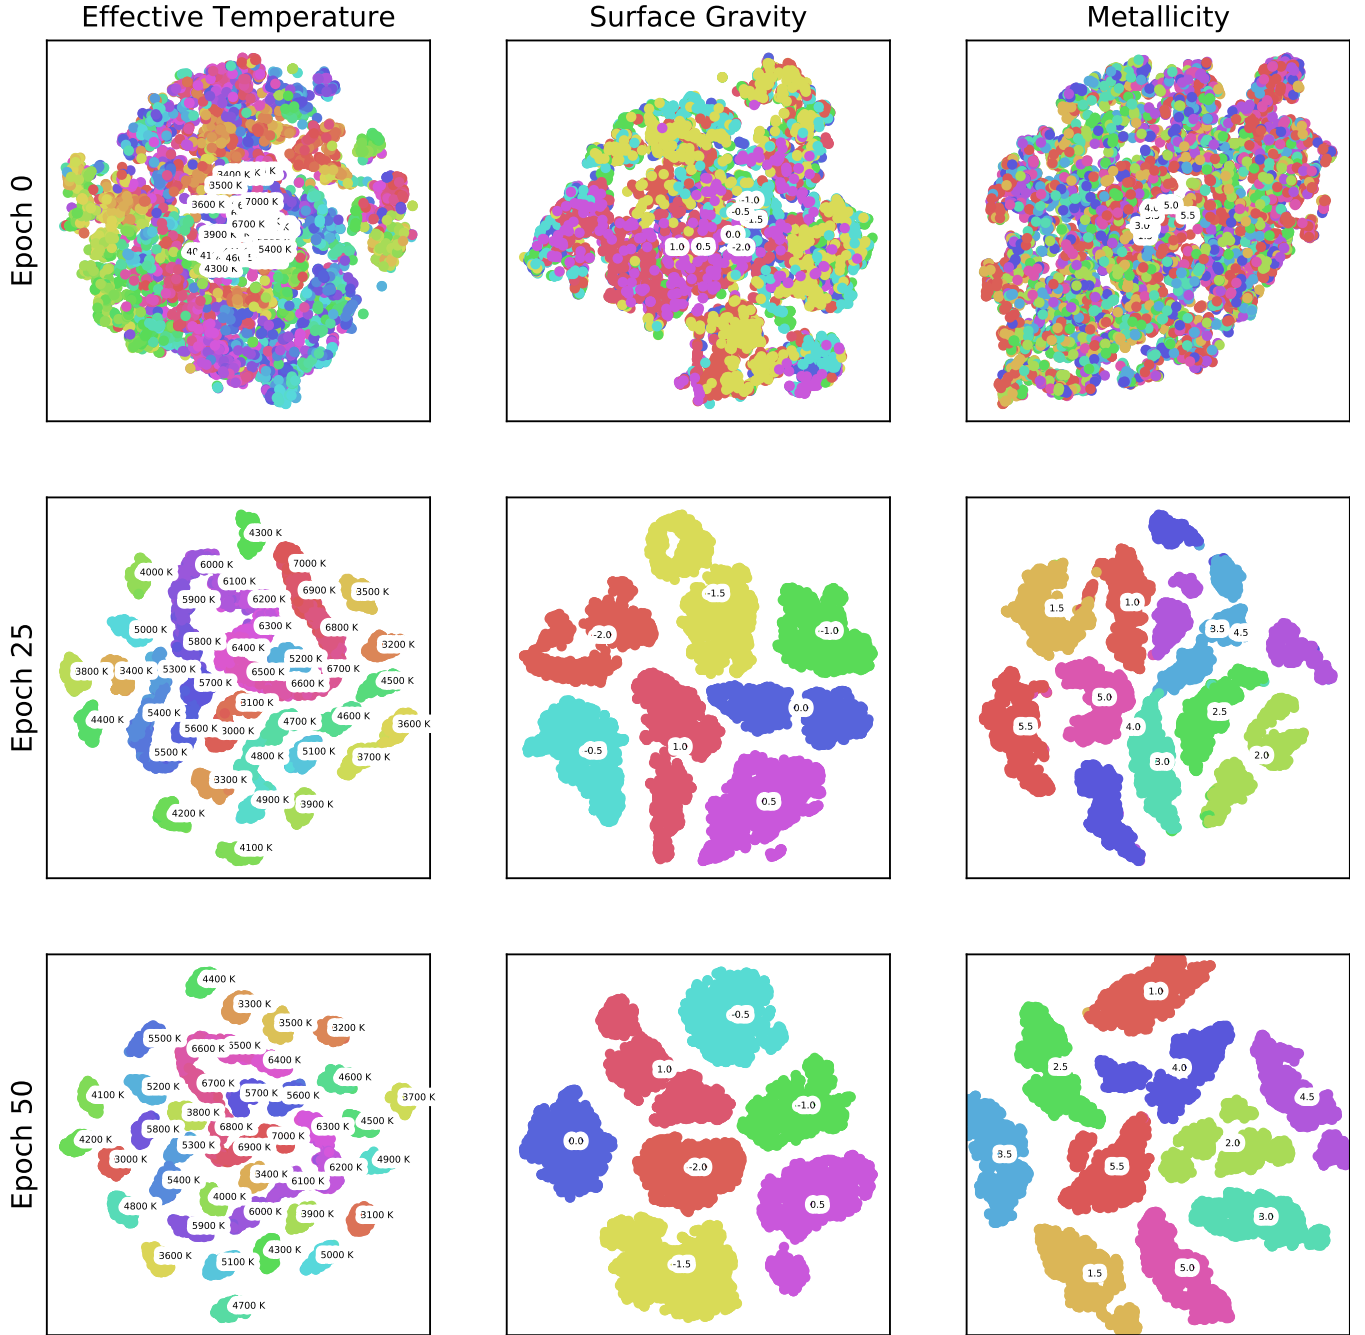 Effective Temperature
Surface Gravity
Metallicity
Epoch 0
3400 K
K
3500 K
3600 K
7000 K
6700 K
3900 K
5400 K
4300 K
-1.0
-0.5
1.5
0.0
1.0
0.5
-2.0
5.0
5.5
3.0
Epoch 25
4300 K
6000 K
7000 K
4000 K
6100 K
6900 K
3500 K
5900 K
6200 K
5000 K
6300 K
6800 K
5800 K
6400 K
3200 K
5200 K
3800 K
3400 K
5300 K
6500 K
6700 K
5700 K
6600 K
4500 K
3100 K
5400 K
4400 K
4700 K
4600 K
3600 K
5600 K
3000 K
5500 K
4800 K
5100 K
3700 K
3300 K
4900 K
3900 K
4200 K
4100 K
-1.5
-2.0
-1.0
0.0
-0.5
1.0
0.5
1.5
1.0
3.5
4.5
5.0
2.5
5.5
4.0
2.0
3.0
Epoch 50
4400 K
3300 K
3500 K
3200 K
5500 K
6600 K
6500 K
6400 K
4600 K
5200 K
6700 K
4100 K
5700 K
5600 K
3700 K
3800 K
4500 K
5800 K
6800 K
6300 K
4200 K
7000 K
5300 K
6900 K
3000 K
4900 K
6200 K
3400 K
5400 K
6100 K
4000 K
4800 K
6000 K
3900 K
3100 K
5900 K
4300 K
5000 K
3600 K
5100 K
4700 K
-0.5
1.0
-1.0
0.0
-2.0
0.5
-1.5
1.0
2.5
4.0
4.5
2.0
3.5
5.5
3.0
5.0
1.5